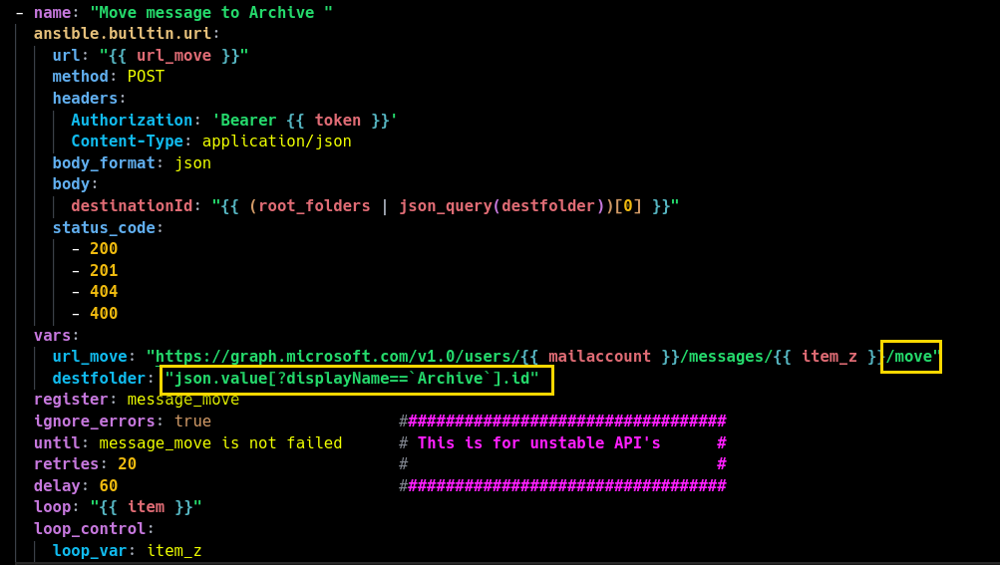 - name: "Move message to Archive "
ansible.builtin.uri:
url: "{{ url_move }}"
method: POST
headers:
Authorization: 'Bearer {{ token }}'
Content-Type: application/json
body_format: json
body:
destinationId: "{{ (root_folders | json_query(destfolder))[0] }}"
status_code:
- 200
- 201
- 404
- 400
vars:
url_move: "https://graph.microsoft.com/v1.0/users/{{ mailaccount }}/messages/{{ item_z }}/move"
destfolder: "json.value[?displayName==`Archive`].id"
register: message_move
ignore_errors: true ###################################
until: message_move is not failed # This is for unstable API's #
retries: 20 # #
delay: 60 ###################################
loop: "{{ item }}"
loop_control:
loop_var: item_z